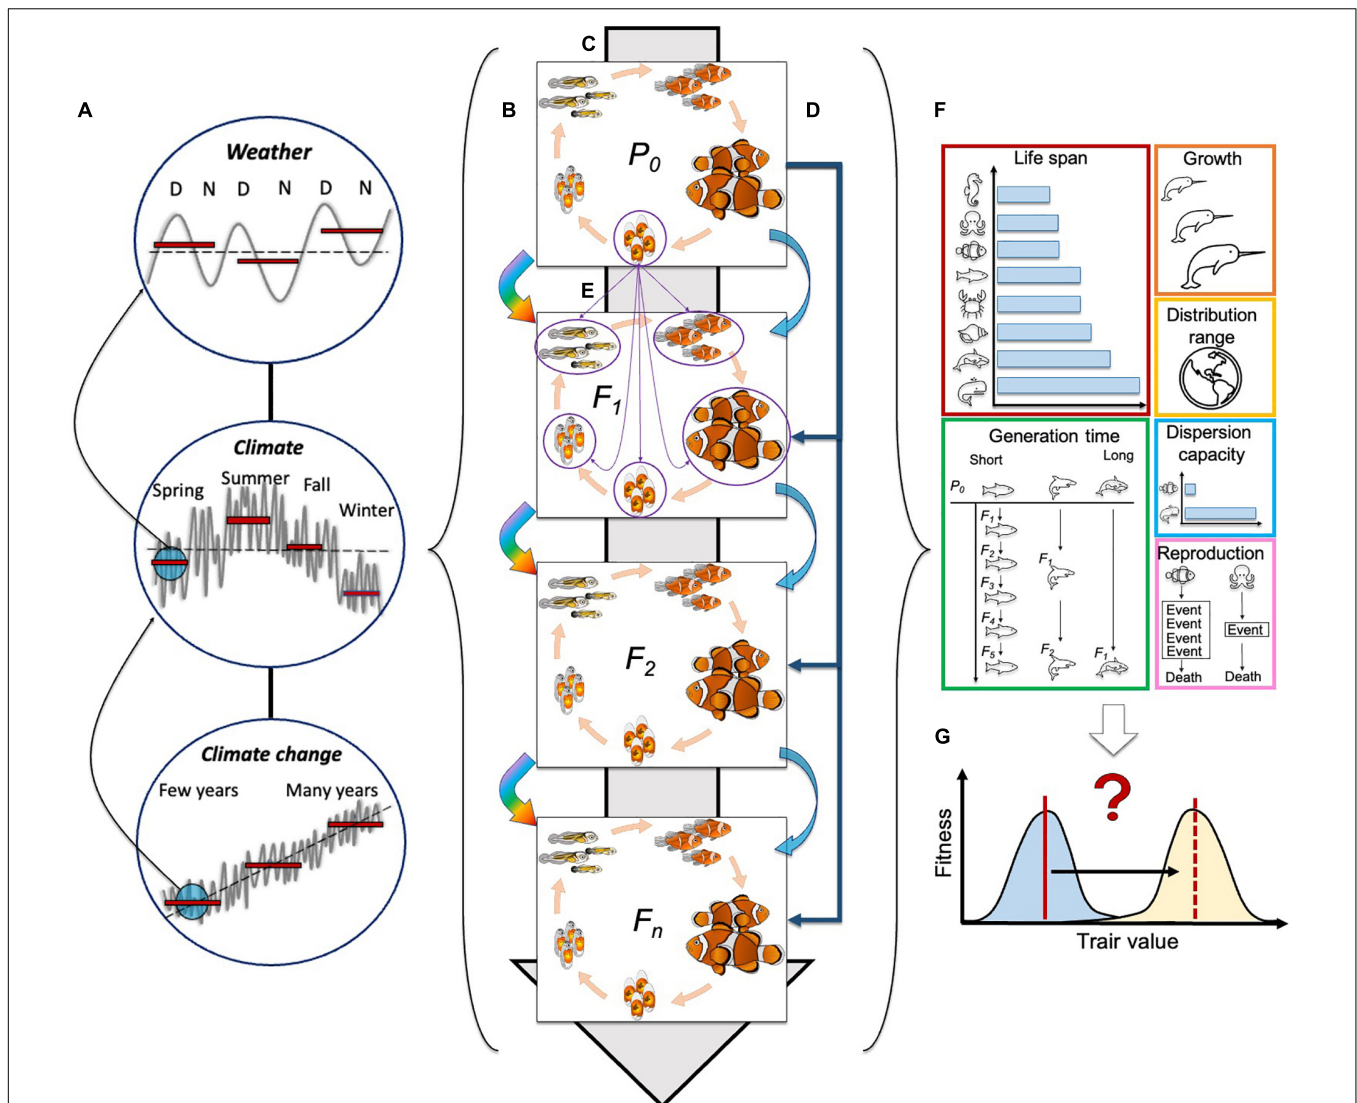 A
Weather
D N D N D N
Climate
Spring
Summer
Fall
Winter
Climate change
Few years
Many years
B
C
D
P0
E
F1
F2
Fn
F
Life span
Growth
Distribution
range
Generation time
Short
Long
P0
F1
F2
F3
F4
F5
F1
F2
F1
Dispersion
capacity
Reproduction
Event
Event
Event
Event
Death
Event
Death
G
?
Fitness
Trair value